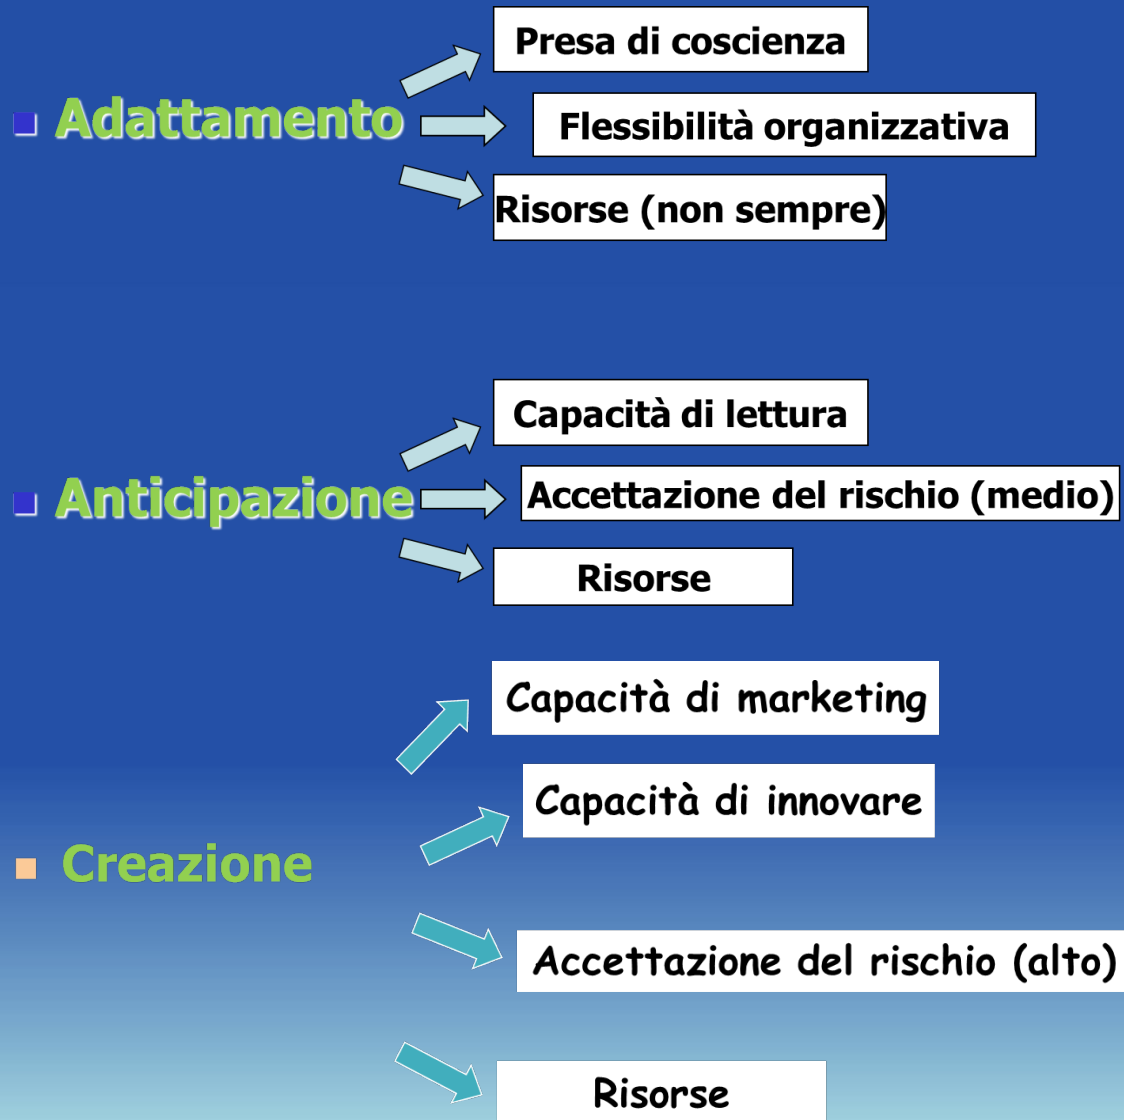 Adattamento
Presa di coscienza
Flessibilità organizzativa
Risorse (non sempre)
Anticipazione
Capacità di lettura
Accettazione del rischio (medio)
Risorse
Creazione
Capacità di marketing
Capacità di innovare
Accettazione del rischio (alto)
Risorse